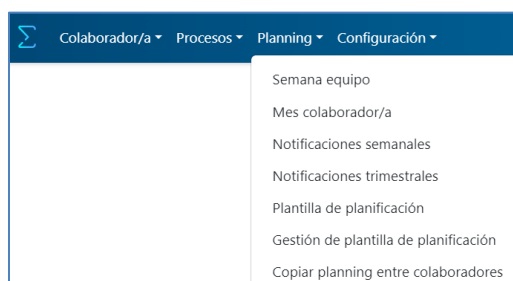 Colaborador/a Procesos Planning Configuración
Semana equipo
Mes colaborador/a
Notificaciones semanales
Notificaciones trimestrales
Plantilla de planificación
Gestión de plantilla de planificación
Copiar planning entre colaboradores